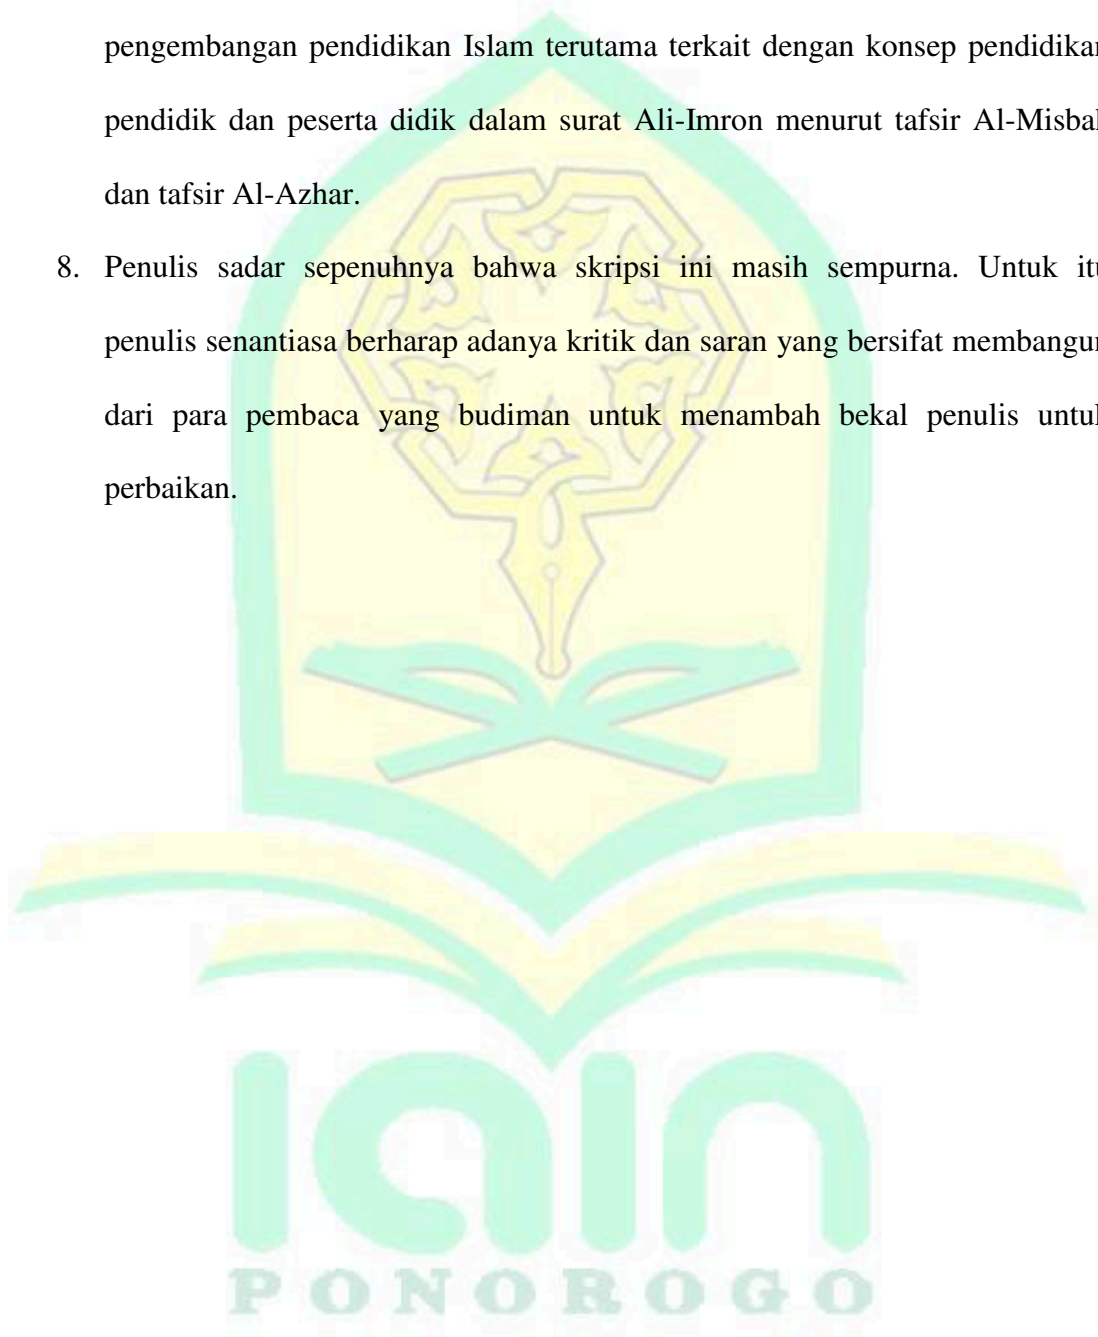 pengembangan pendidikan Islam terutama terkait dengan konsep pendidikan
pendidik dan peserta didik dalam surat Ali-Imron menurut tafsir Al-Misbah
dan tafsir Al-Azhar.
8. Penulis sadar sepenuhnya bahwa skripsi ini masih sempurna. Untuk itu
penulis senantiasa berharap adanya kritik dan saran yang bersifat membangun
dari para pembaca yang budiman untuk menambah bekal penulis untuk
perbaikan.
iain
PONOROGO